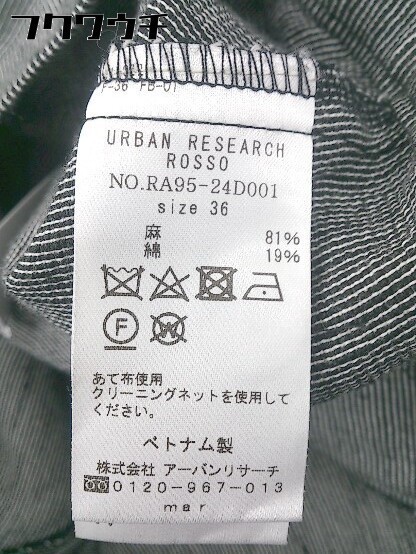 フクウウチ
F-36 FB-01
URBAN RESEARCH
ROSSO
NO.RA95-24D001
size 36
麻 81%
綿 19%
F W
あて布使用
クリーニングネットを使用して
ください。
ベトナム製
株式会社 アーバンリサーチ
0120-967-013
mar